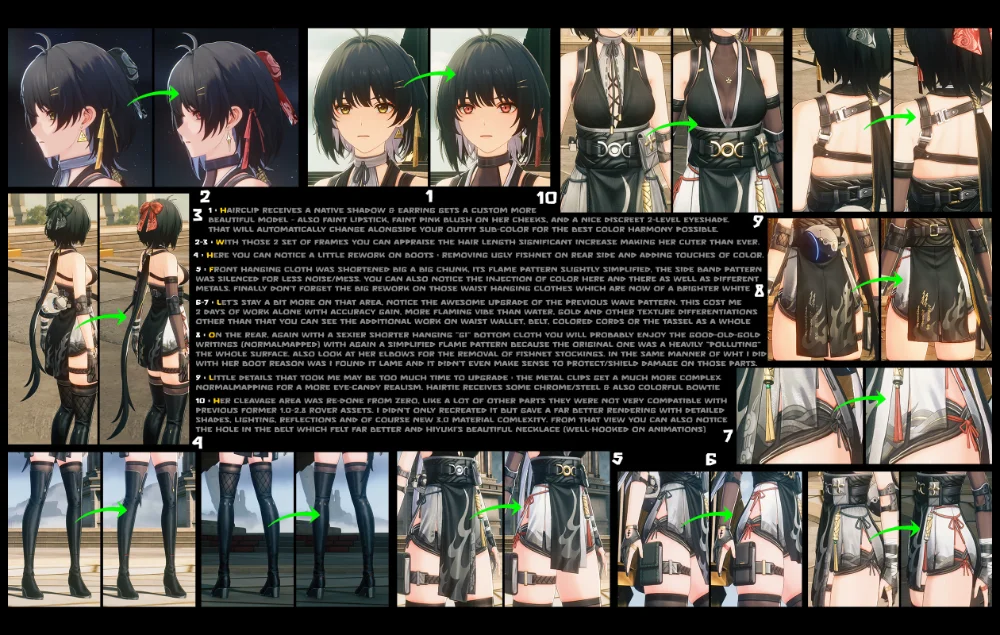 2
1
10
3
1 • HAIRCLIP RECEIVES A NATIVE SHADOW & EARRING GETS A CUSTOM MORE
BEAUTIFUL MODEL - ALSO FAINT LIPSTICK, FAINT PINK BLUSH ON HER CHEEKS, AND A NICE DISCREET 2-LEVEL EYESHADE.
THAT WILL AUTOMATICALLY CHANGE ALONGSIDE YOUR OUTFIT SUB-COLOR FOR THE BEST COLOR HARMONY POSSIBLE.
9
2-3 • WITH THOSE 2 SET OF FRAMES YOU CAN APPRAISE THE HAIR LENGTH SIGNIFICANT INCREASE MAKING HER CUTER THAN EVER.
4 • HERE YOU CAN NOTICE A LITTLE REWORK ON BOOTS - REMOVING UGLY FISHNET ON REAR SIDE AND ADDING TOUCHES OF COLOR.
5 • FRONT HANGING CLOTH WAS SHORTENED BIG A BIG CHUNK, ITS FLAME PATTERN SLIGHTLY SIMPLIFIED, THE SIDE BAND PATTERN
WAS SILENCED FOR LESS NOISE/MESS. YOU CAN ALSO NOTICE THE INJECTION OF COLOR HERE AND THERE AS WELL AS DIFFERENT
METALS. FINALLY DON'T FORGET THE BIG REWORK ON THOSE WAIST HANGING CLOTHES WHICH ARE NOW OF A BRIGHTER WHITE
8
6-7 • LET'S STAY A BIT MORE ON THAT AREA, NOTICE THE AWESOME UPGRADE OF THE PREVIOUS WAVE PATTERN. THIS COST ME
2 DAYS OF WORK ALONE WITH ACCURACY GAIN, MORE FLAMING VIBE THAN WATER, GOLD AND OTHER TEXTURE DIFFERENTIATIONS
OTHER THAN THAT YOU CAN SEE THE ADDITIONAL WORK ON WAIST WALLET, BELT, COLORED CORDS OR THE TASSEL AS A WHOLE
8 • ON THE REAR, AGAIN WITH A SEXIER SHORTER HANGING "GI" BOTTOM CLOTH YOU WILL PROBABLY ENJOY THE GOOD-OLD-GOLD
WRITINGS (NORMALMAPPED) WITH AGAIN A SIMPLIFIED FLAME PATTERN BECAUSE THE ORIGINAL ONE WAS A HEAVILY "POLLUTING"
THE WHOLE SURFACE. ALSO LOOK AT HER ELBOWS FOR THE REMOVAL OF FISHNET STOCKINGS, IN THE SAME MANNER OF WHY I DID
WITH HER BOOT REASON WAS I FOUND IT LAME AND IT DIDN'T EVEN MAKE SENSE TO PROTECT/SHIELD DAMAGE ON THOSE PARTS.
9 • LITTLE DETAILS THAT TOOK ME MAY BE TOO MUCH TIME TO UPGRADE • THE METAL CLIPS GET A MUCH MORE COMPLEX
NORMALMAPPING FOR A MORE EYE-CANDY REALISM. HAIRTIE RECEIVES SOME CHROME/STEEL & ALSO COLORFUL BOWTIE
10 • HER CLEAVAGE AREA WAS RE-DONE FROM ZERO, LIKE A LOT OF OTHER PARTS THEY WERE NOT VERY COMPATIBLE WITH
PREVIOUS FORMER 1.0-2.8 ROVER ASSETS. I DIDN'T ONLY RECREATED IT BUT GAVE A FAR BETTER RENDERING WITH DETAILED
SHADES, LIGHTING, REFLECTIONS AND OF COURSE NEW 3.0 MATERIAL COMLEXITY. FROM THAT VIEW YOU CAN ALSO NOTICE
THE HOLE IN THE BELT WHICH FELT FAR BETTER AND HIYUKI'S BEAUTIFUL NECKLACE (WELL-HOOKED ON ANIMATIONS)
7
4
5
6